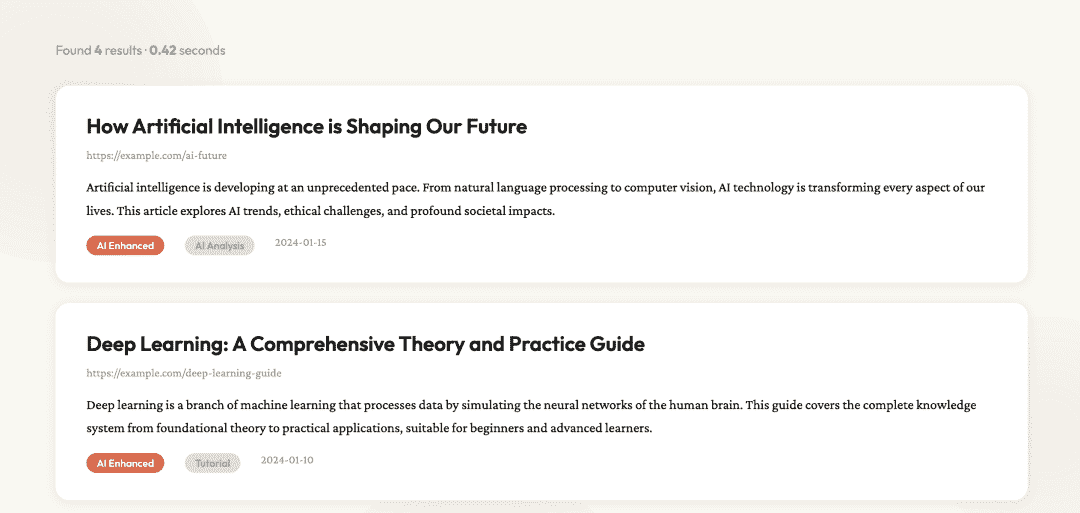 Found 4 results · 0.42 seconds
How Artificial Intelligence is Shaping Our Future
https://example.com/ai-future
Artificial intelligence is developing at an unprecedented pace. From natural language processing to computer vision, AI technology is transforming every aspect of our
lives. This article explores AI trends, ethical challenges, and profound societal impacts.
AI Enhanced AI Analysis 2024-01-15
Deep Learning: A Comprehensive Theory and Practice Guide
https://example.com/deep-learning-guide
Deep learning is a branch of machine learning that processes data by simulating the neural networks of the human brain. This guide covers the complete knowledge
system from foundational theory to practical applications, suitable for beginners and advanced learners.
AI Enhanced Tutorial 2024-01-10